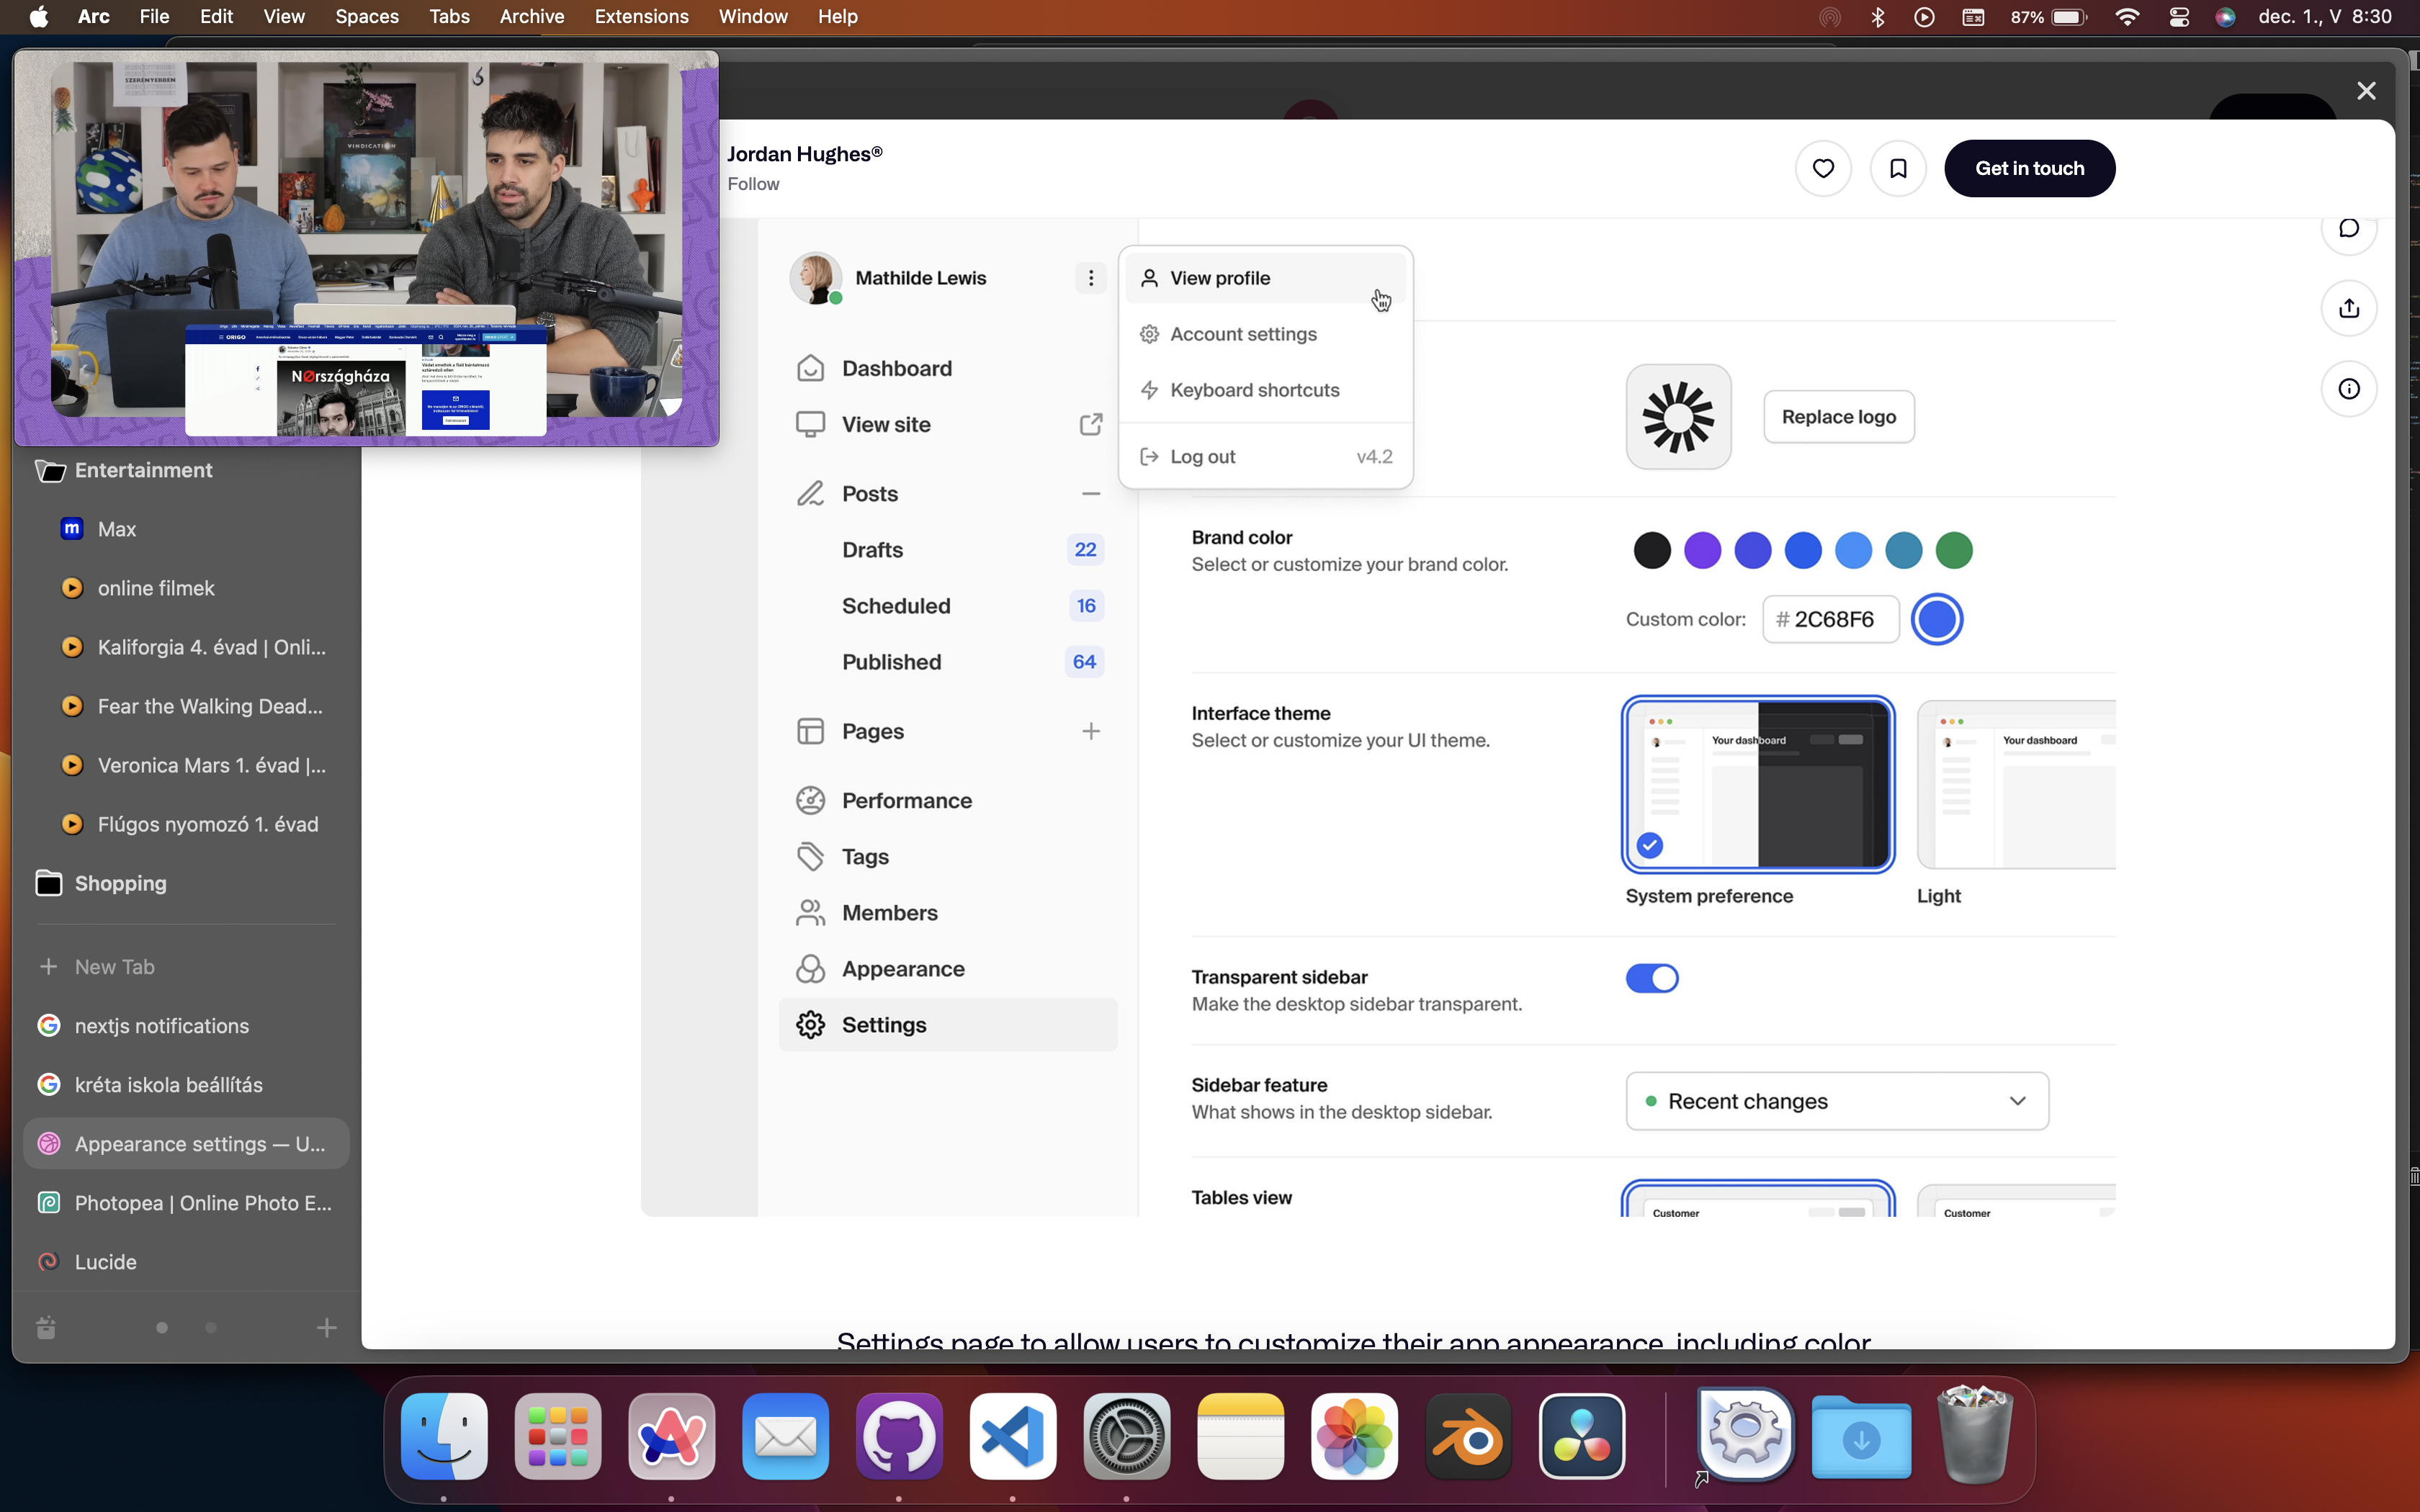 Arc File Edit View Spaces Tabs Archive Extensions Window Help
87% dec. 1., V 8:30
SZERÉNYEBBEN
VINDICATION
ORIGO
NØrszágháza
Jordan Hughes®
Follow
Get in touch
Entertainment
Max
online filmek
Kaliforgia 4. évad | Onli...
Fear the Walking Dead...
Veronica Mars 1. évad |...
Flúgos nyomozó 1. évad
Shopping
New Tab
nextjs notifications
kréta iskola beállítás
Appearance settings — U...
Photopea | Online Photo E...
Lucide
Mathilde Lewis
Dashboard
View site
Posts
Drafts 22
Scheduled 16
Published 64
Pages
Performance
Tags
Members
Appearance
Settings
View profile
Account settings
Keyboard shortcuts
Log out v4.2
Replace logo
Brand color
Select or customize your brand color.
Custom color: # 2C68F6
Interface theme
Select or customize your UI theme.
Your dashboard
Your dashboard
System preference
Light
Transparent sidebar
Make the desktop sidebar transparent.
Sidebar feature
What shows in the desktop sidebar.
Recent changes
Tables view
Customer
Customer
Settings page to allow users to customize their app appearance, including color